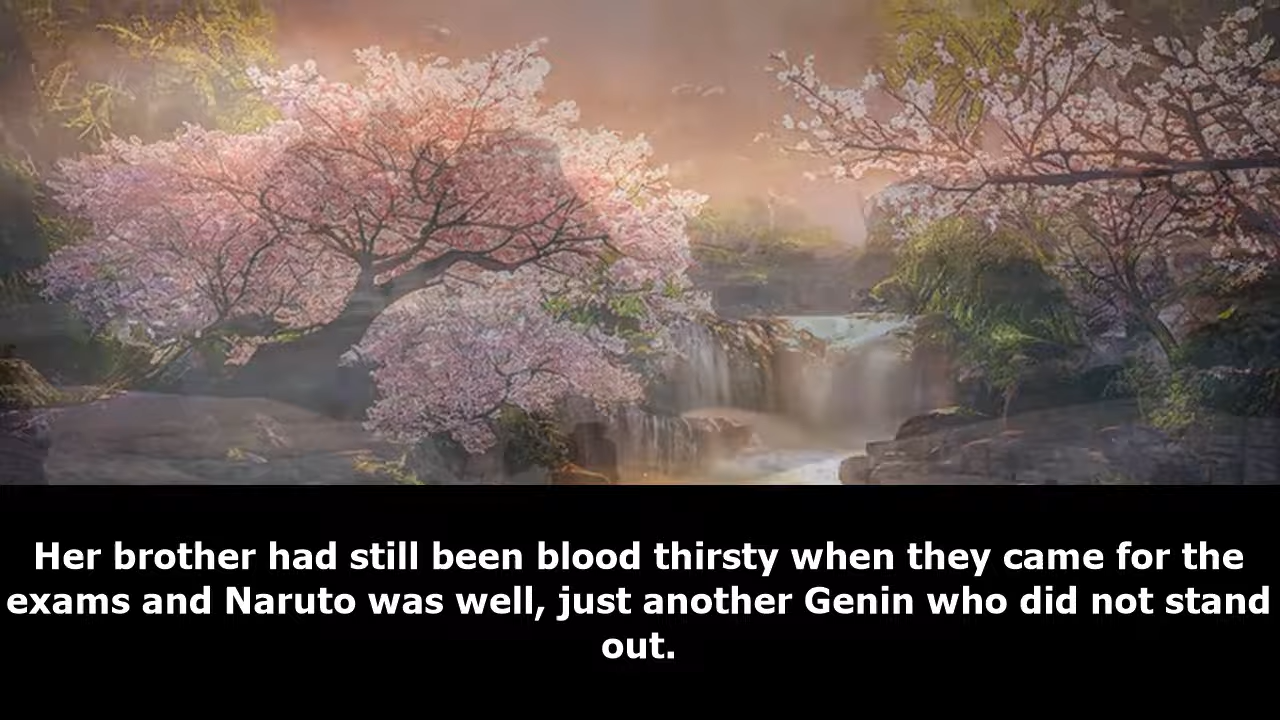 Her brother had still been blood thirsty when they came for the
exams and Naruto was well, just another Genin who did not stand
out.